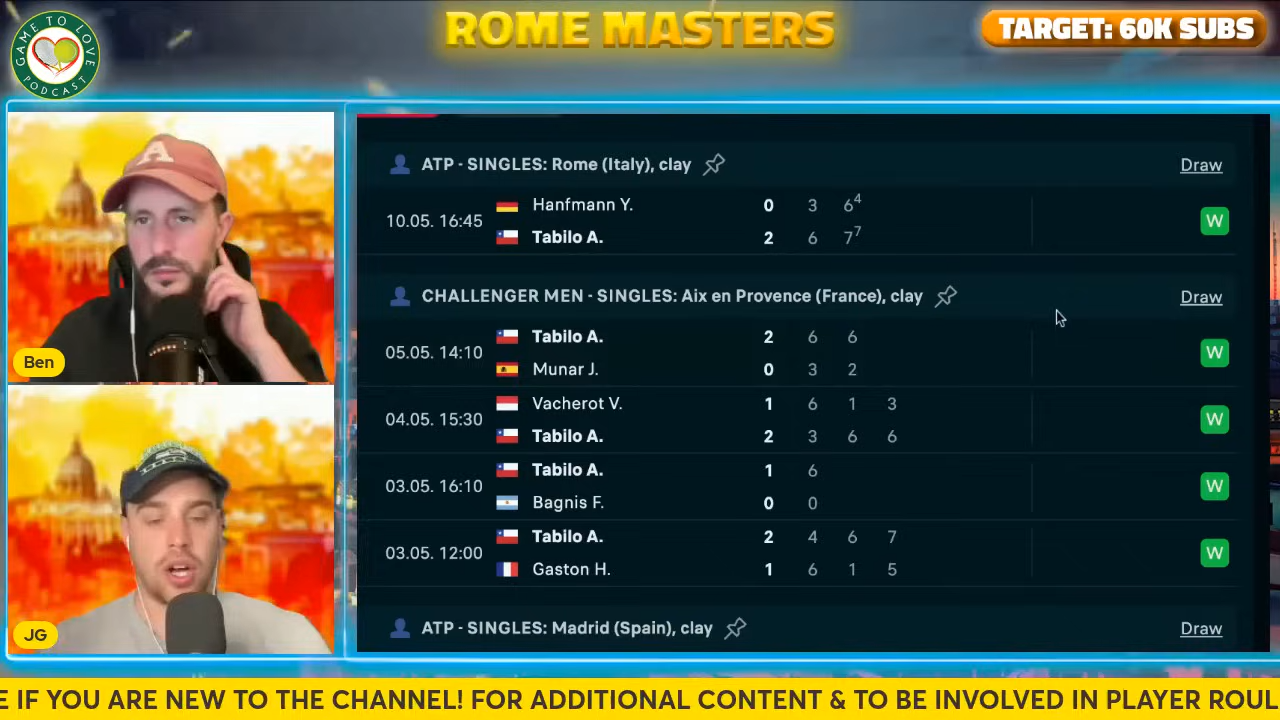 GAME TO LOVE
PODCAST
ROME MASTERS
TARGET: 60K SUBS
A
Ben
JG
ATP - SINGLES: Rome (Italy), clay
Draw
10.05. 16:45
Hanfmann Y. 0 3 6⁴
Tabilo A. 2 6 7⁷
W
CHALLENGER MEN - SINGLES: Aix en Provence (France), clay
Draw
05.05. 14:10
Tabilo A. 2 6 6
Munar J. 0 3 2
W
04.05. 15:30
Vacherot V. 1 6 1 3
Tabilo A. 2 3 6 6
W
03.05. 16:10
Tabilo A. 1 6
Bagnis F. 0 0
W
03.05. 12:00
Tabilo A. 2 4 6 7
Gaston H. 1 6 1 5
W
ATP - SINGLES: Madrid (Spain), clay
Draw
E IF YOU ARE NEW TO THE CHANNEL! FOR ADDITIONAL CONTENT & TO BE INVOLVED IN PLAYER ROUL